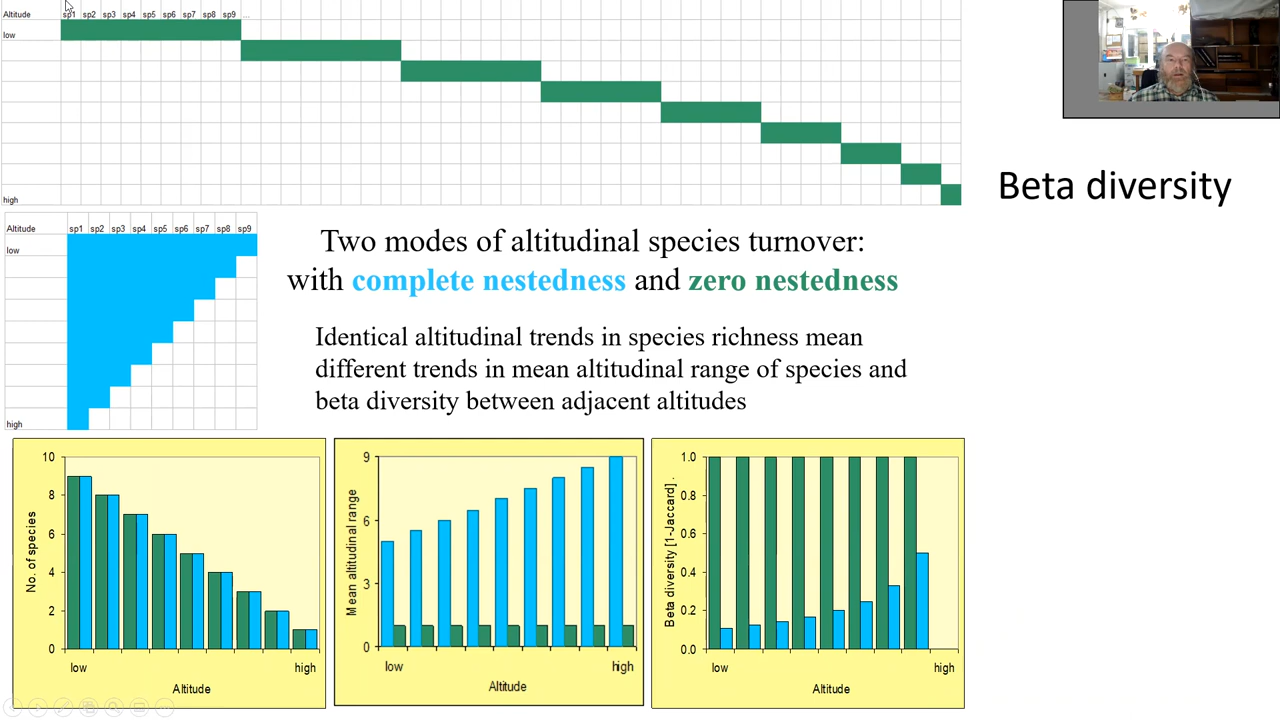 Altitude sp1 sp2 sp3 sp4 sp5 sp6 sp7 sp8 sp9 ...
low
high
Beta diversity
Altitude sp1 sp2 sp3 sp4 sp5 sp6 sp7 sp8 sp9
low
high
Two modes of altitudinal species turnover:
with complete nestedness and zero nestedness
Identical altitudinal trends in species richness mean
different trends in mean altitudinal range of species and
beta diversity between adjacent altitudes
No. of species
10
8
6
4
2
0
low high
Altitude
Mean altitudinal range
9
6
3
0
low high
Altitude
Beta diversity [1-Jaccard] .
1.0
0.8
0.6
0.4
0.2
0.0
low high
Altitude